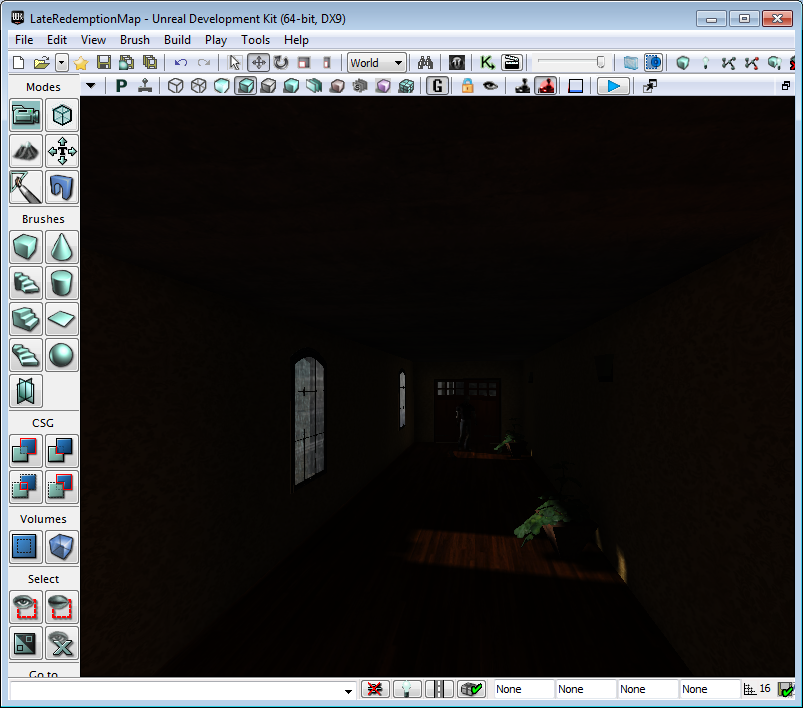 LateRedemptionMap - Unreal Development Kit (64-bit, DX9)
File Edit View Brush Build Play Tools Help
World
Modes
P
G
Brushes
CSG
Volumes
Select
Go to
None None None None 16